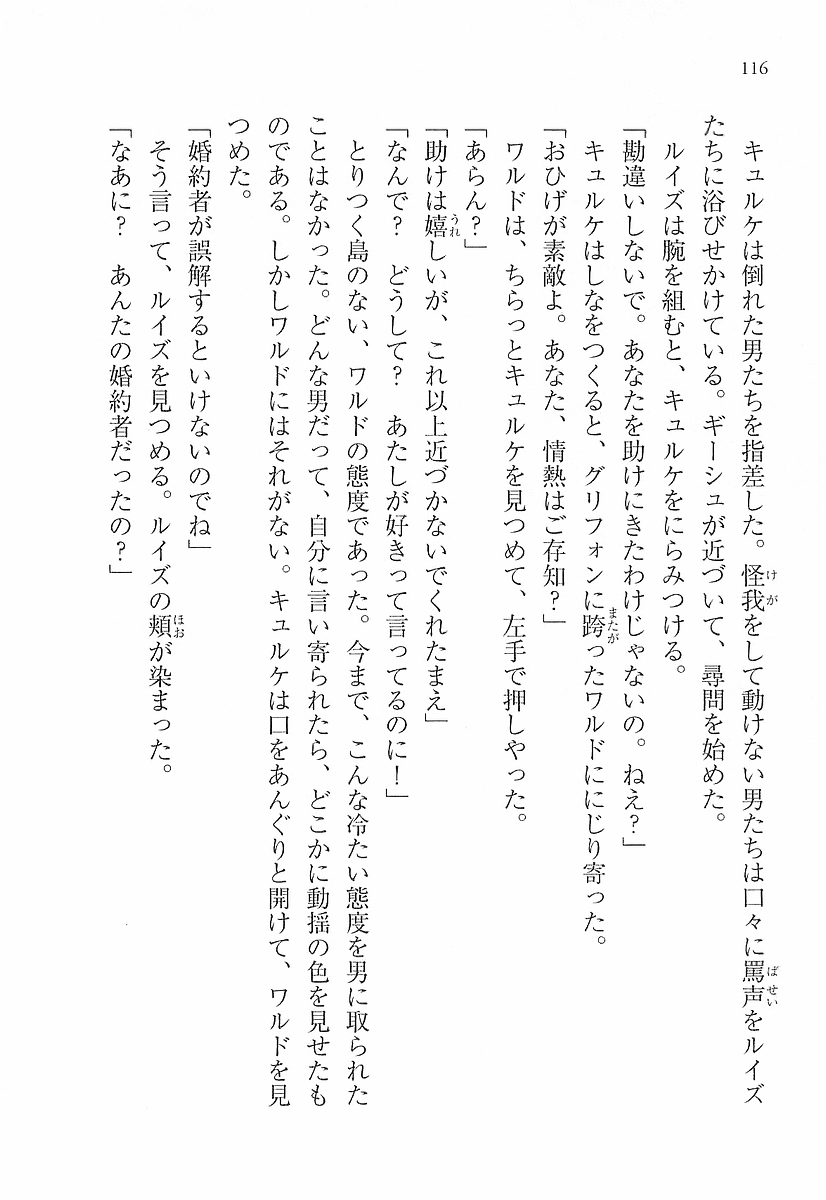 116
キュルケは倒れた男たちを指差した。怪我をして動けない男たちは口々に罵声をルイズ
たちに浴びせかけている。ギーシュが近づいて、尋問を始めた。
ルイズは腕を組むと、キュルケをにらみつける。
「勘違いしないで。あなたを助けにきたわけじゃないの。ねえ？」
キュルケはしなをつくると、グリフォンに跨ったワルドににじり寄った。
「おひげが素敵よ。あなた、情熱はご存知？」
ワルドは、ちらっとキュルケを見つめて、左手で押しやった。
「あらん？」
「助けは嬉しいが、これ以上近づかないでくれたまえ」
「なんで？　どうして？　あたしが好きって言ってるのに！」
とりつく島のない、ワルドの態度であった。今まで、こんな冷たい態度を男に取られた
ことはなかった。どんな男だって、自分に言い寄られたら、どこかに動揺の色を見せたも
のである。しかしワルドにはそれがない。キュルケは口をあんぐりと開けて、ワルドを見
つめた。
「婚約者が誤解するといけないのでね」
そう言って、ルイズを見つめる。ルイズの頬が染まった。
「なあに？　あんたの婚約者だったの？」